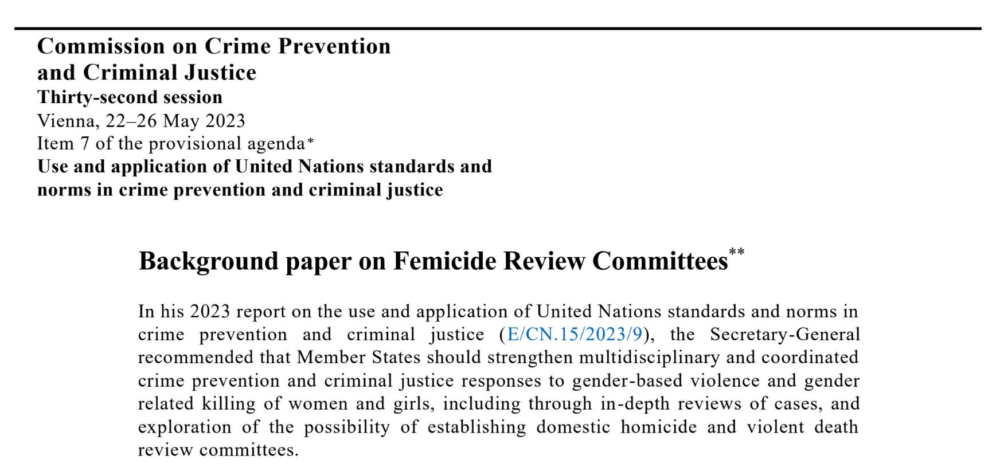 Commission on Crime Prevention
and Criminal Justice
Thirty-second session
Vienna, 22–26 May 2023
Item 7 of the provisional agenda*
Use and application of United Nations standards and
norms in crime prevention and criminal justice
Background paper on Femicide Review Committees**
In his 2023 report on the use and application of United Nations standards and norms in
crime prevention and criminal justice (E/CN.15/2023/9), the Secretary-General
recommended that Member States should strengthen multidisciplinary and coordinated
crime prevention and criminal justice responses to gender-based violence and gender
related killing of women and girls, including through in-depth reviews of cases, and
exploration of the possibility of establishing domestic homicide and violent death
review committees.